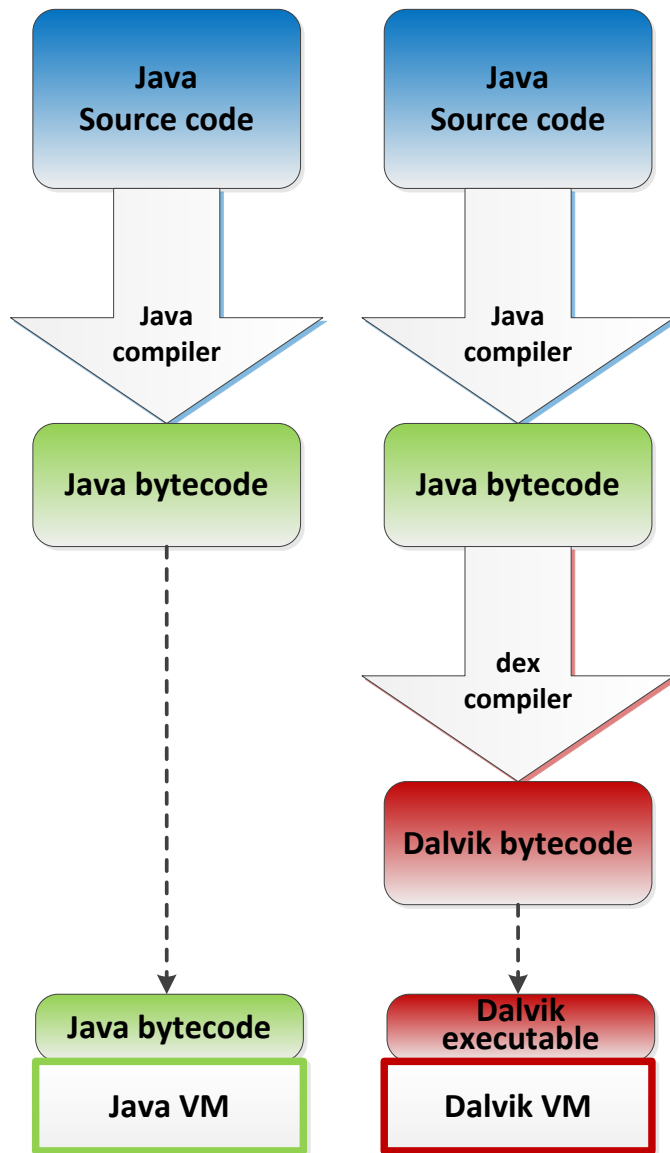 Java
Source code
Java
compiler
Java bytecode
Java bytecode
Java VM
Java
Source code
Java
compiler
Java bytecode
dex
compiler
Dalvik bytecode
Dalvik
executable
Dalvik VM